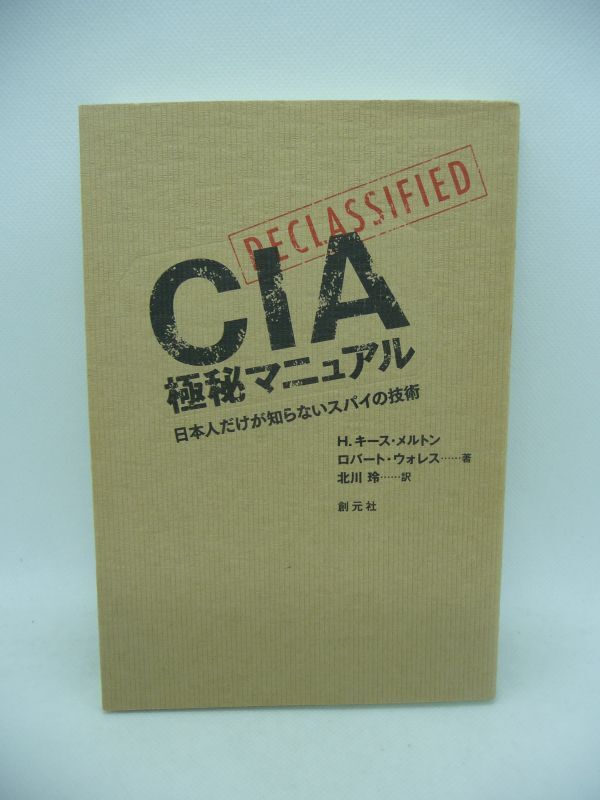 DECLASSIFIED
CIA
極秘マニュアル
日本人だけが知らないスパイの技術
H.キース・メルトン
ロバート・ウォレス……著
北川 玲……訳
創元社